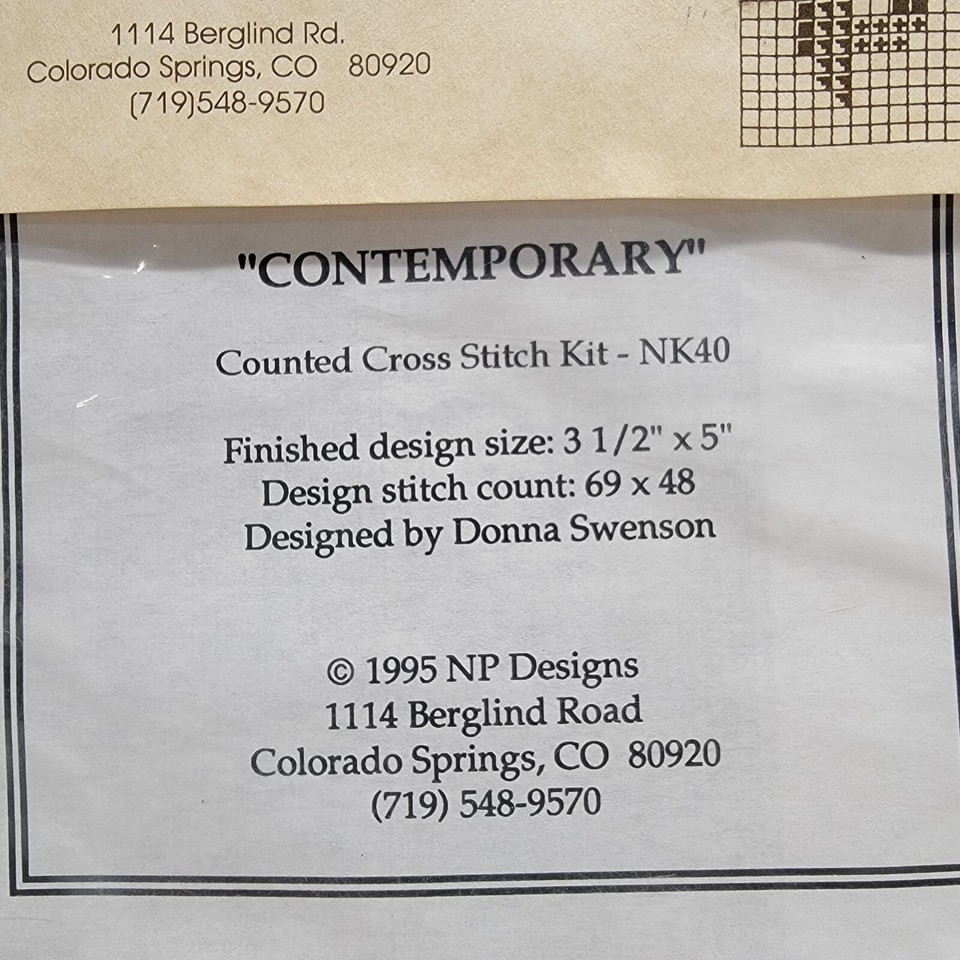 1114 Berglind Rd.
Colorado Springs, CO 80920
(719)548-9570
"CONTEMPORARY"
Counted Cross Stitch Kit - NK40
Finished design size: 3 1/2" x 5"
Design stitch count: 69 x 48
Designed by Donna Swenson
© 1995 NP Designs
1114 Berglind Road
Colorado Springs, CO 80920
(719) 548-9570